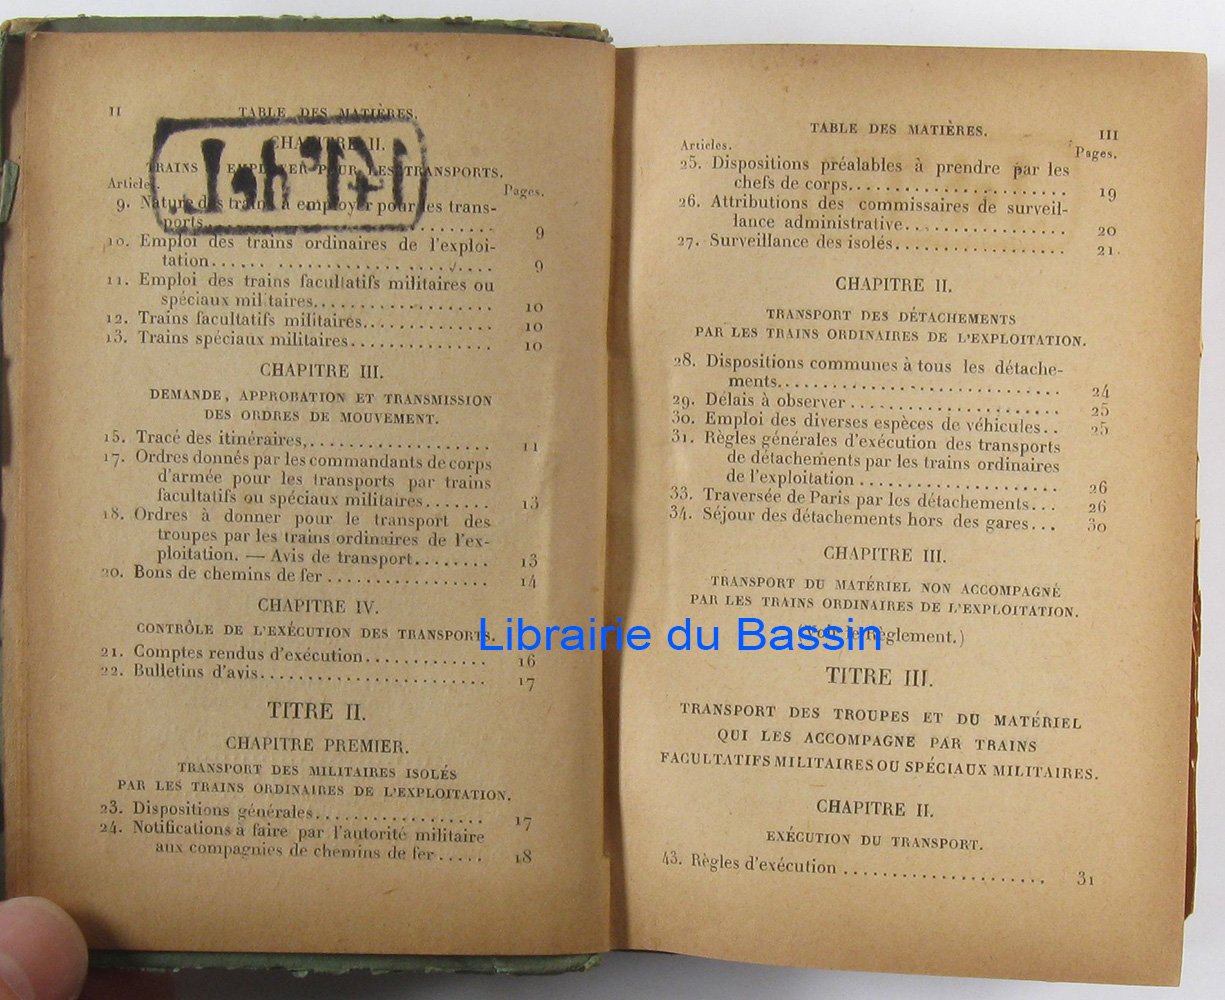 II TABLE DES MATIÈRES.
CHAPITRE II.
TRAINS À EMPLOYER POUR LES TRANSPORTS.
Articles. Pages.
9. Nature des trains à employer pour les trans-
ports........................ 9
10. Emploi des trains ordinaires de l'exploi-
tation........................ 9
11. Emploi des trains facultatifs militaires ou
spéciaux mil taires.................. 10
12. Trains facultatifs militaires............. 10
13. Trains spéciaux militaires............... 10
CHAPITRE III.
DEMANDE, APPROBATION ET TRANSMISSION
DES ORDRES DE MOUVEMENT.
15. Tracé des itinéraires,.................. 11
17. Ordres donnés par les commandants de corps
d'armée pour les transports par trains
facultatifs ou spéciaux militaires....... 13
18. Ordres à donner pour le transport des
troupes par les trains ordinaires de l'ex-
ploitation. — Avis de transport........ 13
20. Bons de chemins de fer ................. 14
CHAPITRE IV.
CONTRÔLE DE L'EXÉCUTION DES TRANSPORTS.
21. Comptes rendus d'exécution............. 16
22. Bulletins d'avis........................ 17
TITRE II.
CHAPITRE PREMIER.
TRANSPORT DES MILITAIRES ISOLÉS
PAR LES TRAINS ORDINAIRES DE L'EXPLOITATION.
23. Dispositions générales.................. 17
24. Notifications à faire par l'autorité militaire
aux compagnies de chemins de fer ..... 18
TABLE DES MATIÈRES. III
Articles. Pages.
25. Dispositions préalables à prendre par les
chefs de corps........................ 19
26. Attributions des commissaires de surveil-
lance administrative.................. 20
27. Surveillance des isolés.................. 21
CHAPITRE II.
TRANSPORT DES DÉTACHEMENTS
PAR LES TRAINS ORDINAIRES DE L'EXPLOITATION.
28. Dispositions communes à tous les détache-
ments........................... 24
29. Délais à observer ...................... 25
30. Emploi des diverses espèces de véhicules.. 25
31. Règles générales d'exécution des transports
de détachements par les trains ordinaires
de l'exploitation ..................... 26
33. Traversée de Paris par les détachements... 26
34. Séjour des détachements hors des gares... 30
CHAPITRE III.
TRANSPORT DU MATÉRIEL NON ACCOMPAGNÉ
PAR LES TRAINS ORDINAIRES DE L'EXPLOITATION.
(Voir le Règlement.)
Librairie du Bassin
TITRE III.
TRANSPORT DES TROUPES ET DU MATÉRIEL
QUI LES ACCOMPAGNE PAR TRAINS
FACULTATIFS MILITAIRES OU SPÉCIAUX MILITAIRES.
CHAPITRE II.
EXÉCUTION DU TRANSPORT.
43. Règles d'exécution ..................... 31